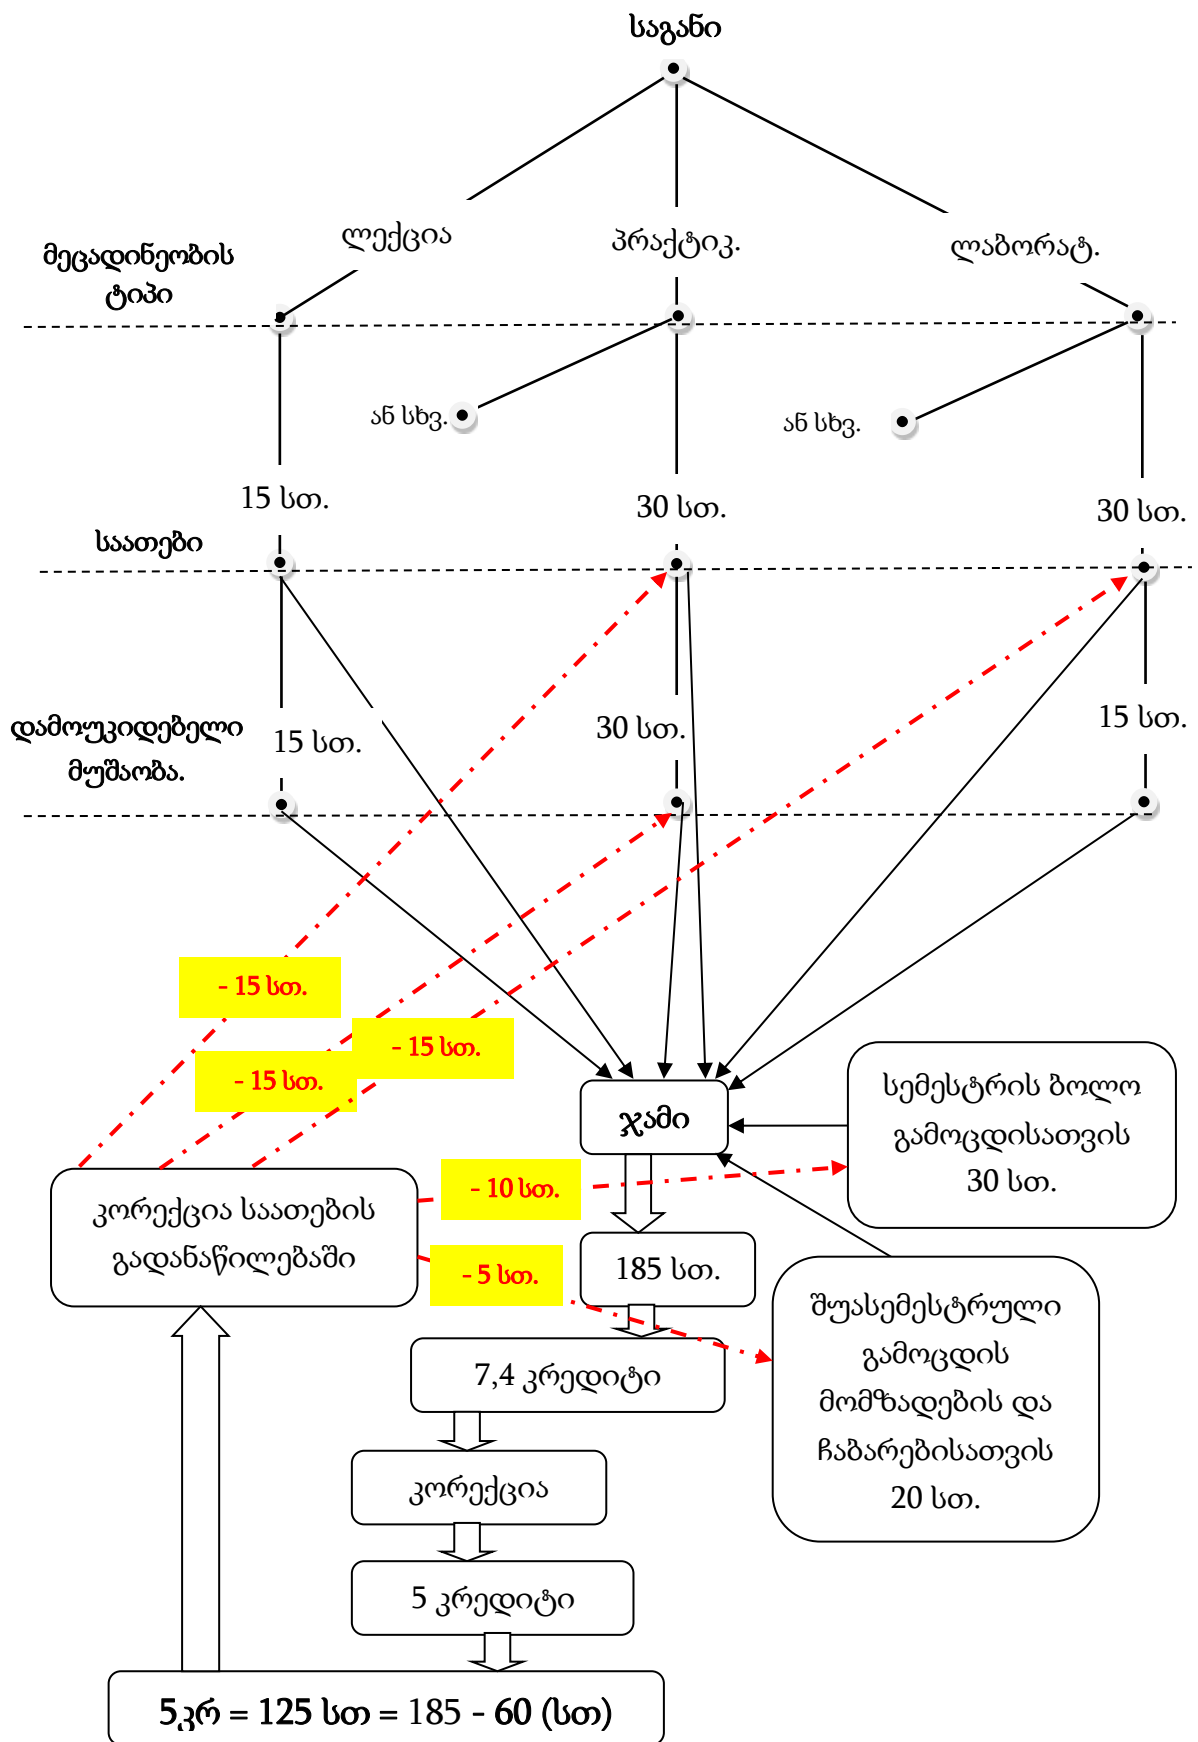 საგანი
ლექცია
პრაქტიკ.
ლაბორატ.
მეცადინეობის
ტიპი
ან სხვ.
ან სხვ.
15 სთ.
30 სთ.
30 სთ.
საათები
დამოუკიდებელი
მუშაობა.
15 სთ.
30 სთ.
15 სთ.
- 15 სთ.
- 15 სთ.
- 15 სთ.
ჯამი
სემესტრის ბოლო
გამოცდისათვის
30 სთ.
- 10 სთ.
კორექცია საათების
გადანაწილებაში
- 5 სთ.
185 სთ.
შუასემესტრული
გამოცდის
მომზადების და
ჩაბარებისათვის
20 სთ.
7,4 კრედიტი
კორექცია
5 კრედიტი
5კრ = 125 სთ = 185 - 60 (სთ)